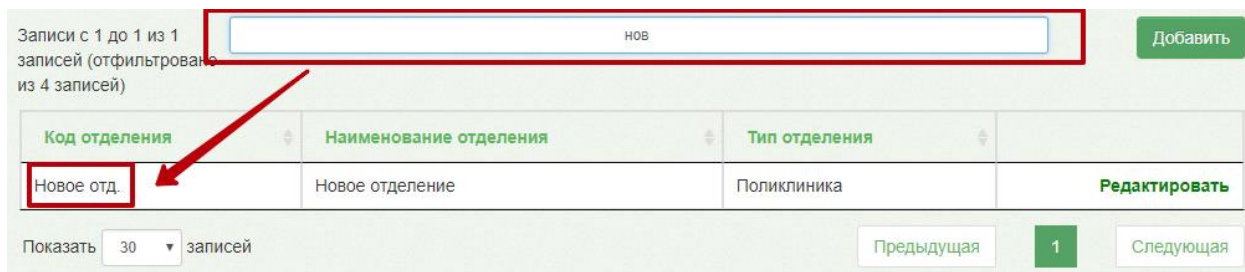 Записи с 1 до 1 из 1
записей (отфильтровано
из 4 записей)
нов
Добавить
Код отделения Наименование отделения Тип отделения
Новое отд. Новое отделение Поликлиника Редактировать
Показать 30 записей Предыдущая 1 Следующая